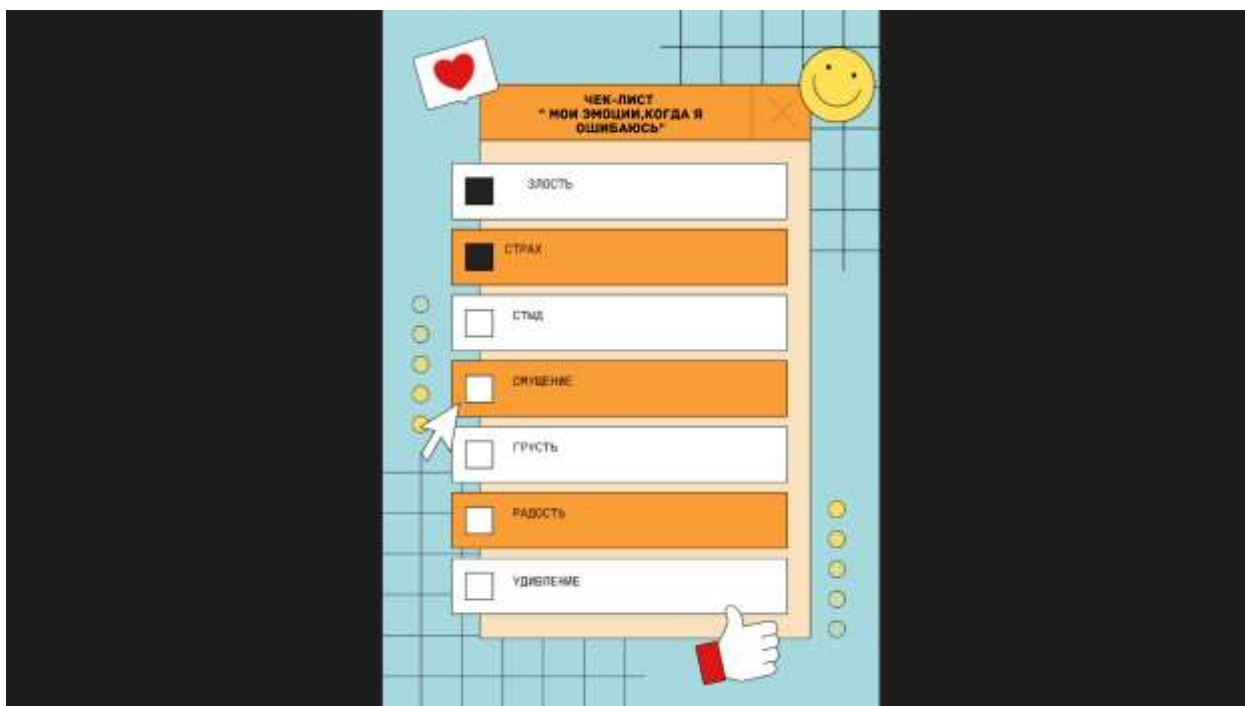 ЧЕК-ЛИСТ
" МОИ ЭМОЦИИ,КОГДА Я
ОШИБАЮСЬ"
ЗЛОСТЬ
СТРАХ
СТЫД
СМУЩЕНИЕ
ГРУСТЬ
РАДОСТЬ
УДИВЛЕНИЕ